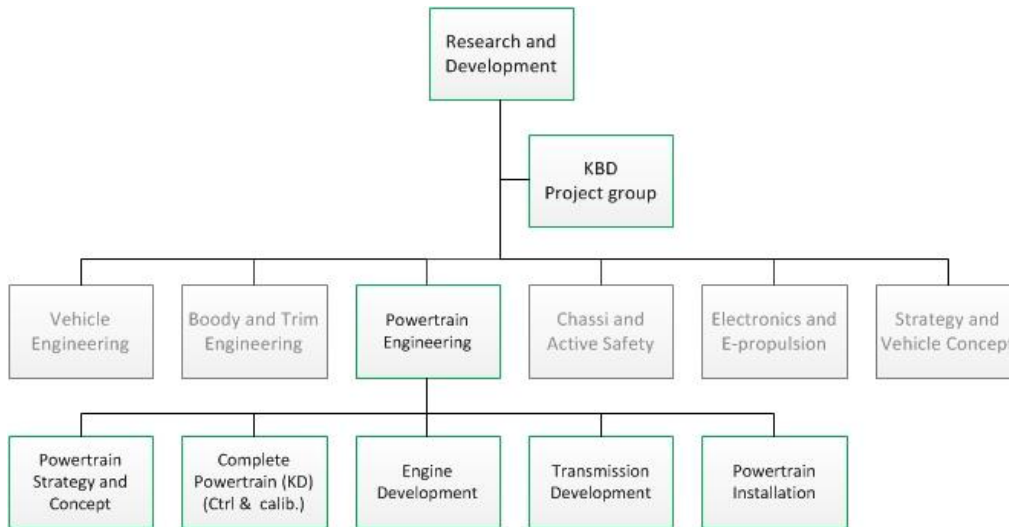 Research and
Development
KBD
Project group
Vehicle
Engineering
Boody and Trim
Engineering
Powertrain
Engineering
Chassi and
Active Safety
Electronics and
E-propulsion
Strategy and
Vehicle Concept
Powertrain
Strategy and
Concept
Complete
Powertrain (KD)
(Ctrl & calib.)
Engine
Development
Transmission
Development
Powertrain
Installation